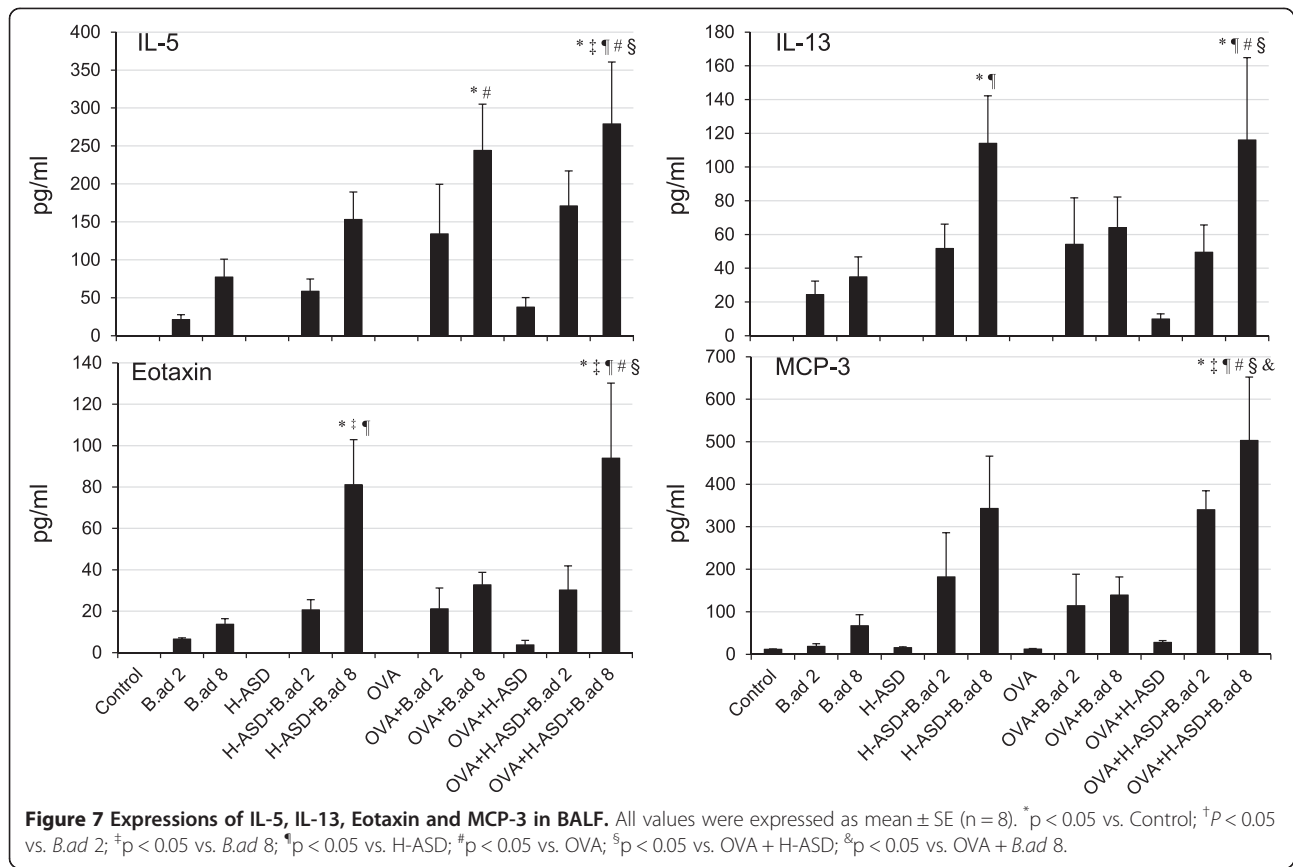 IL-5
* ‡ ¶ # §
* #
400
350
300
250
200
150
100
50
0
pg/ml
IL-13
* ¶ # §
* ¶
180
160
140
120
100
80
60
40
20
0
pg/ml
Eotaxin
* ‡ ¶ # §
* ‡ ¶
140
120
100
80
60
40
20
0
pg/ml
Control
B.ad 2
B.ad 8
H-ASD
H-ASD+B.ad 2
H-ASD+B.ad 8
OVA
OVA+B.ad 2
OVA+B.ad 8
OVA+H-ASD
OVA+H-ASD+B.ad 2
OVA+H-ASD+B.ad 8
MCP-3
* ‡ ¶ # § &
700
600
500
400
300
200
100
0
pg/ml
Control
B.ad 2
B.ad 8
H-ASD
H-ASD+B.ad 2
H-ASD+B.ad 8
OVA
OVA+B.ad 2
OVA+B.ad 8
OVA+H-ASD
OVA+H-ASD+B.ad 2
OVA+H-ASD+B.ad 8
Figure 7 Expressions of IL-5, IL-13, Eotaxin and MCP-3 in BALF. All values were expressed as mean ± SE (n = 8). *p < 0.05 vs. Control; †P < 0.05
vs. B.ad 2; ‡p < 0.05 vs. B.ad 8; ¶p < 0.05 vs. H-ASD; #p < 0.05 vs. OVA; §p < 0.05 vs. OVA + H-ASD; &p < 0.05 vs. OVA + B.ad 8.